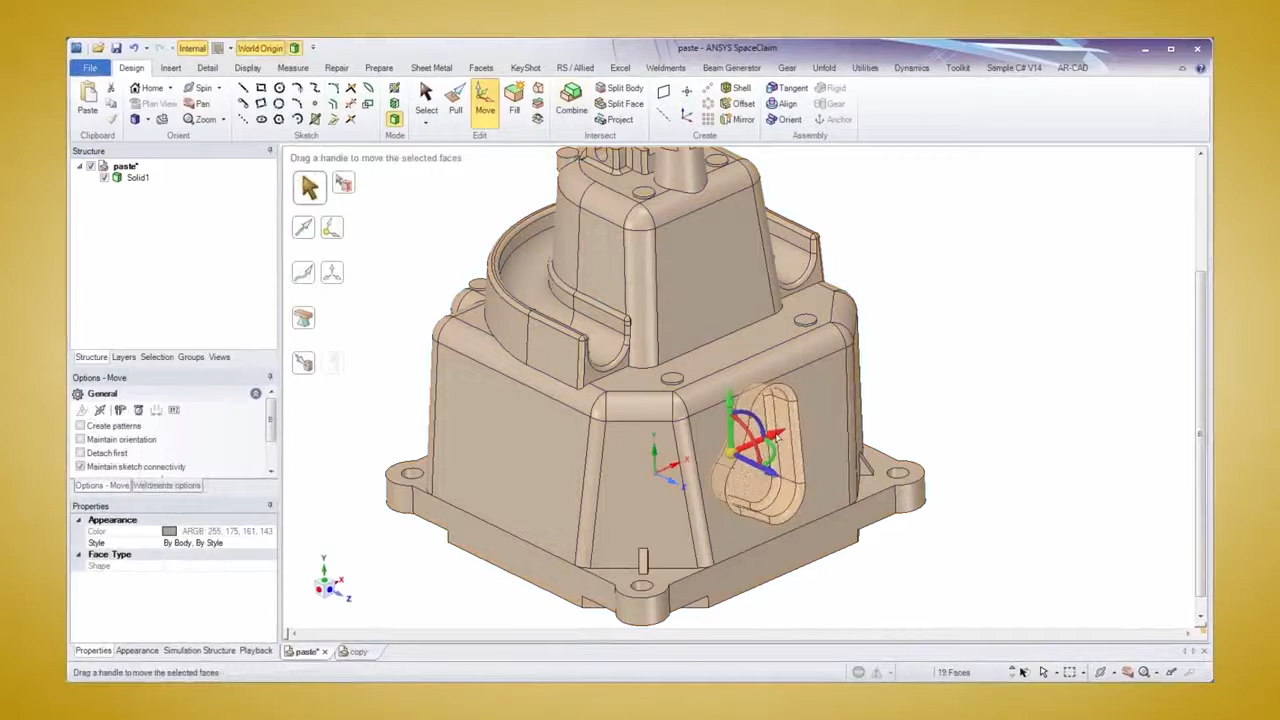 Internal World Origin paste - ANSYS SpaceClaim
File Design Insert Detail Display Measure Repair Prepare Sheet Metal Facets KeyShot RS / Allied Excel Weldments Beam Generator Gear Unfold Utilities Dynamics Toolkit Sample C# V14 AR-CAD
Home Spin Split Body Shell Tangent Rigid
Plan View Pan Split Face Offset Align Gear
Paste Zoom Select Pull Move Fill Combine Project Mirror Orient Anchor
Clipboard Orient Sketch Mode Edit Intersect Create Assembly
Structure
Drag a handle to move the selected faces
paste*
Solid1
Structure Layers Selection Groups Views
Options - Move
General
Create patterns
Maintain orientation
Detach first
Maintain sketch connectivity
Options - Move Weldments options
Properties
Appearance
Color ARGB: 255, 175, 161, 143
Style By Body, By Style
Face Type
Shape
Y
X
Z
Y
X
Z
Properties Appearance Simulation Structure Playback
paste* copy
Drag a handle to move the selected faces 19 Faces